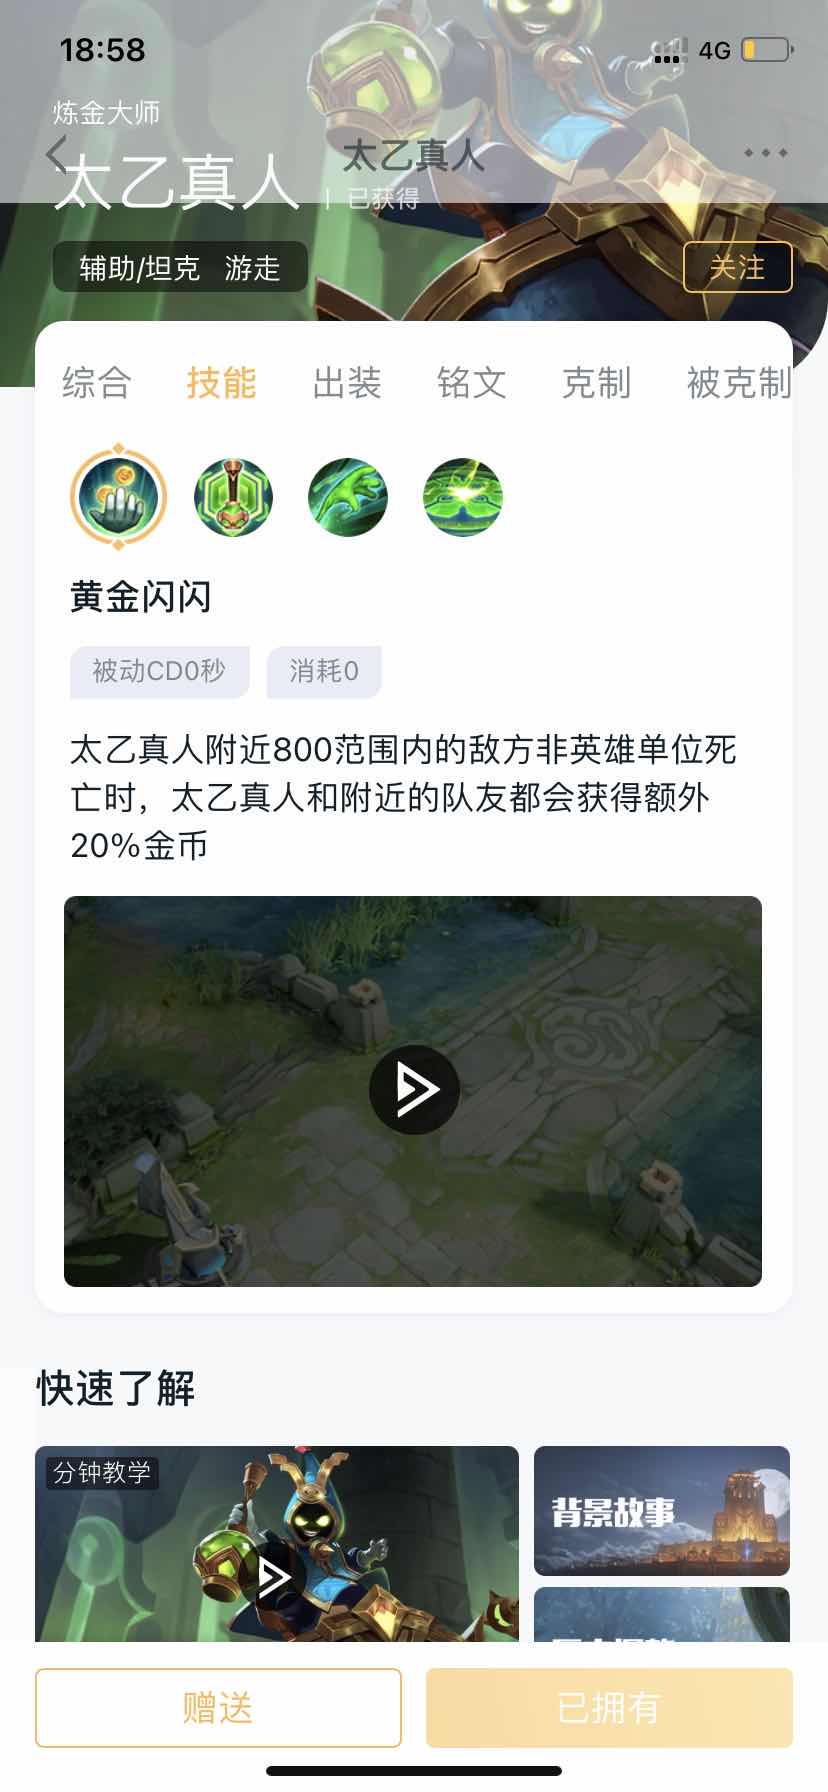 18:58
4G
炼金大师
太乙真人
太乙真人
已获得
辅助/坦克 游走
关注
综合 技能 出装 铭文 克制 被克制
黄金闪闪
被动CD0秒 消耗0
太乙真人附近800范围内的敌方非英雄单位死
亡时，太乙真人和附近的队友都会获得额外
20%金币
快速了解
分钟教学
背景故事
赠送
已拥有